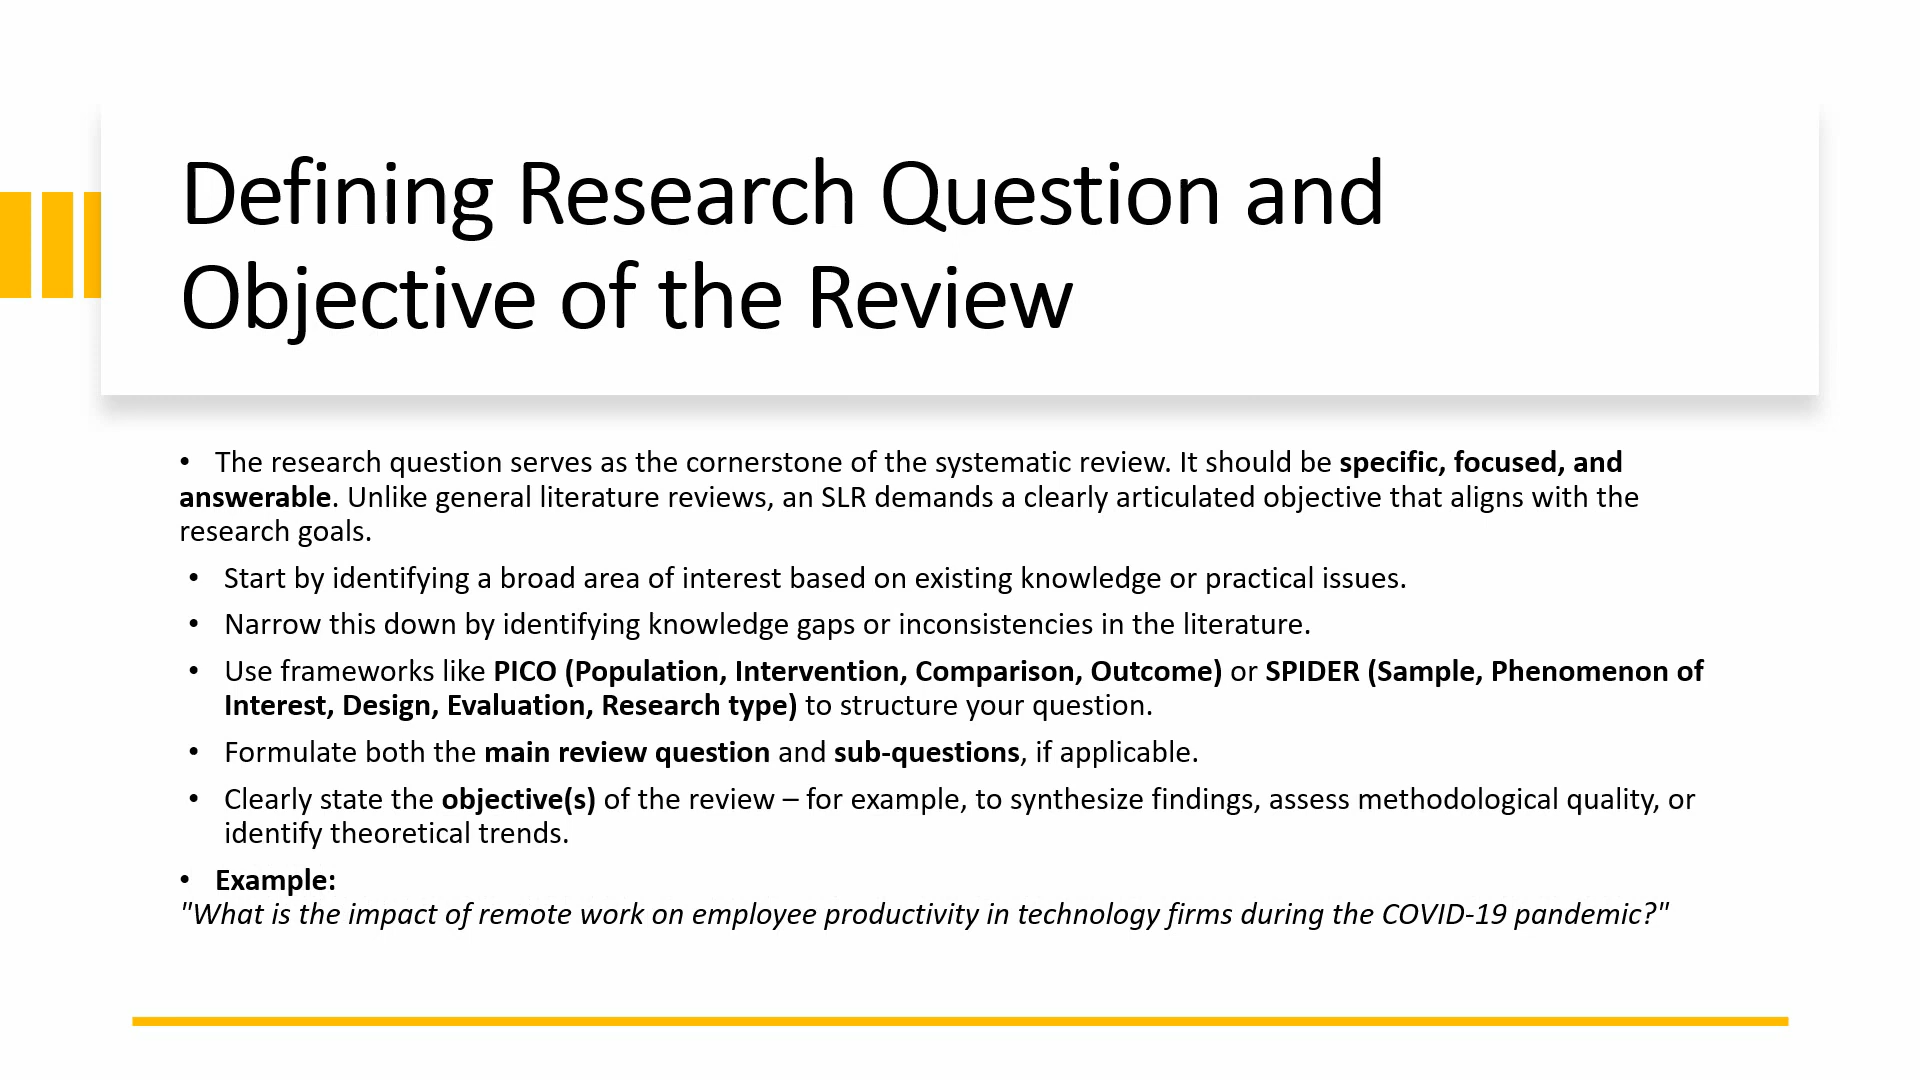 Defining Research Question and
Objective of the Review
• The research question serves as the cornerstone of the systematic review. It should be specific, focused, and
answerable. Unlike general literature reviews, an SLR demands a clearly articulated objective that aligns with the
research goals.
• Start by identifying a broad area of interest based on existing knowledge or practical issues.
• Narrow this down by identifying knowledge gaps or inconsistencies in the literature.
• Use frameworks like PICO (Population, Intervention, Comparison, Outcome) or SPIDER (Sample, Phenomenon of
Interest, Design, Evaluation, Research type) to structure your question.
• Formulate both the main review question and sub-questions, if applicable.
• Clearly state the objective(s) of the review – for example, to synthesize findings, assess methodological quality, or
identify theoretical trends.
• Example:
"What is the impact of remote work on employee productivity in technology firms during the COVID-19 pandemic?"